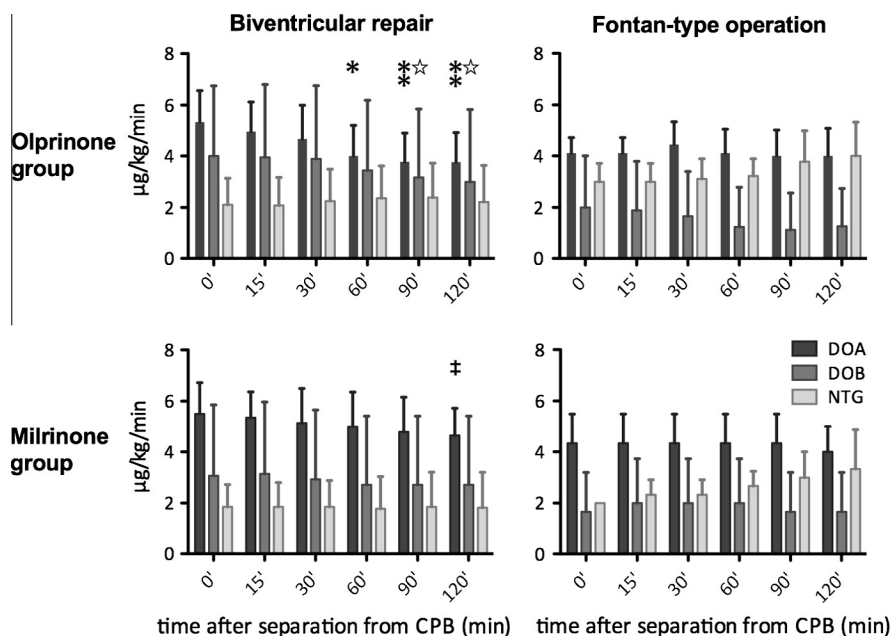 Biventricular repair
Fontan-type operation
Olprinone
group
µg/kg/min
8
6
4
2
0
* ** ☆ ** ☆
0' 15' 30' 60' 90' 120'
8
6
4
2
0
0' 15' 30' 60' 90' 120'
Milrinone
group
µg/kg/min
8
6
4
2
0
‡
0' 15' 30' 60' 90' 120'
time after separation from CPB (min)
8
6
4
2
0
DOA
DOB
NTG
0' 15' 30' 60' 90' 120'
time after separation from CPB (min)